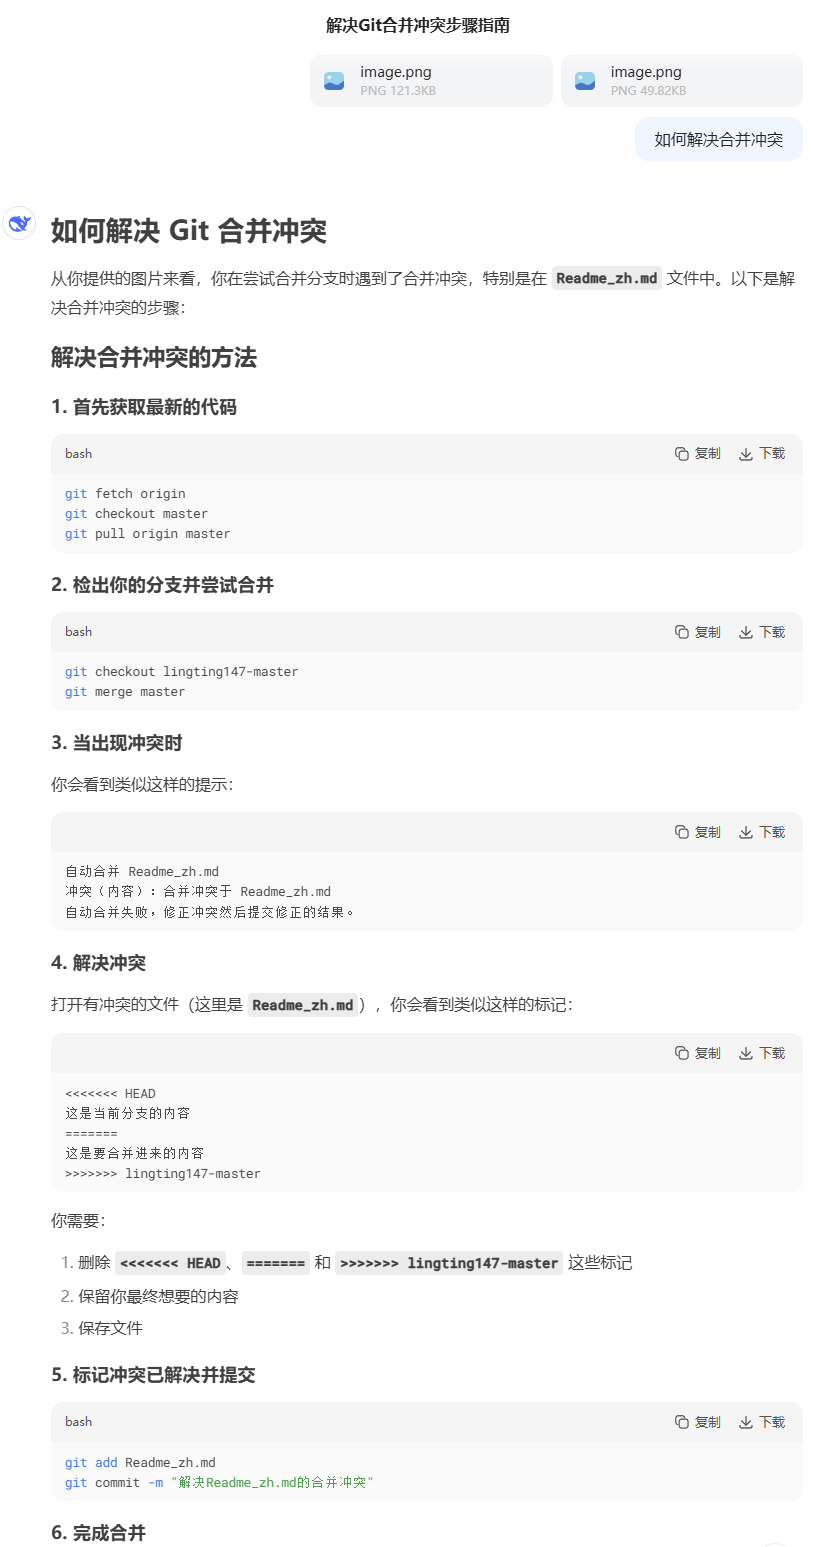 解决Git合并冲突步骤指南
image.png
PNG 121.3KB
image.png
PNG 49.82KB
如何解决合并冲突
如何解决 Git 合并冲突
从你提供的图片来看，你在尝试合并分支时遇到了合并冲突，特别是在 Readme_zh.md 文件中。以下是解
决合并冲突的步骤：
解决合并冲突的方法
1. 首先获取最新的代码
bash
复制
下载
git fetch origin
git checkout master
git pull origin master
2. 检出你的分支并尝试合并
bash
复制
下载
git checkout lingting147-master
git merge master
3. 当出现冲突时
你会看到类似这样的提示：
复制
下载
自动合并 Readme_zh.md
冲突（内容）：合并冲突于 Readme_zh.md
自动合并失败，修正冲突然后提交修正的结果。
4. 解决冲突
打开有冲突的文件（这里是 Readme_zh.md），你会看到类似这样的标记：
复制
下载
<<<<<<< HEAD
这是当前分支的内容
=======
这是要合并进来的内容
>>>>>>> lingting147-master
你需要：
1. 删除 <<<<<<< HEAD、======= 和 >>>>>>> lingting147-master 这些标记
2. 保留你最终想要的内容
3. 保存文件
5. 标记冲突已解决并提交
bash
复制
下载
git add Readme_zh.md
git commit -m "解决Readme_zh.md的合并冲突"
6. 完成合并